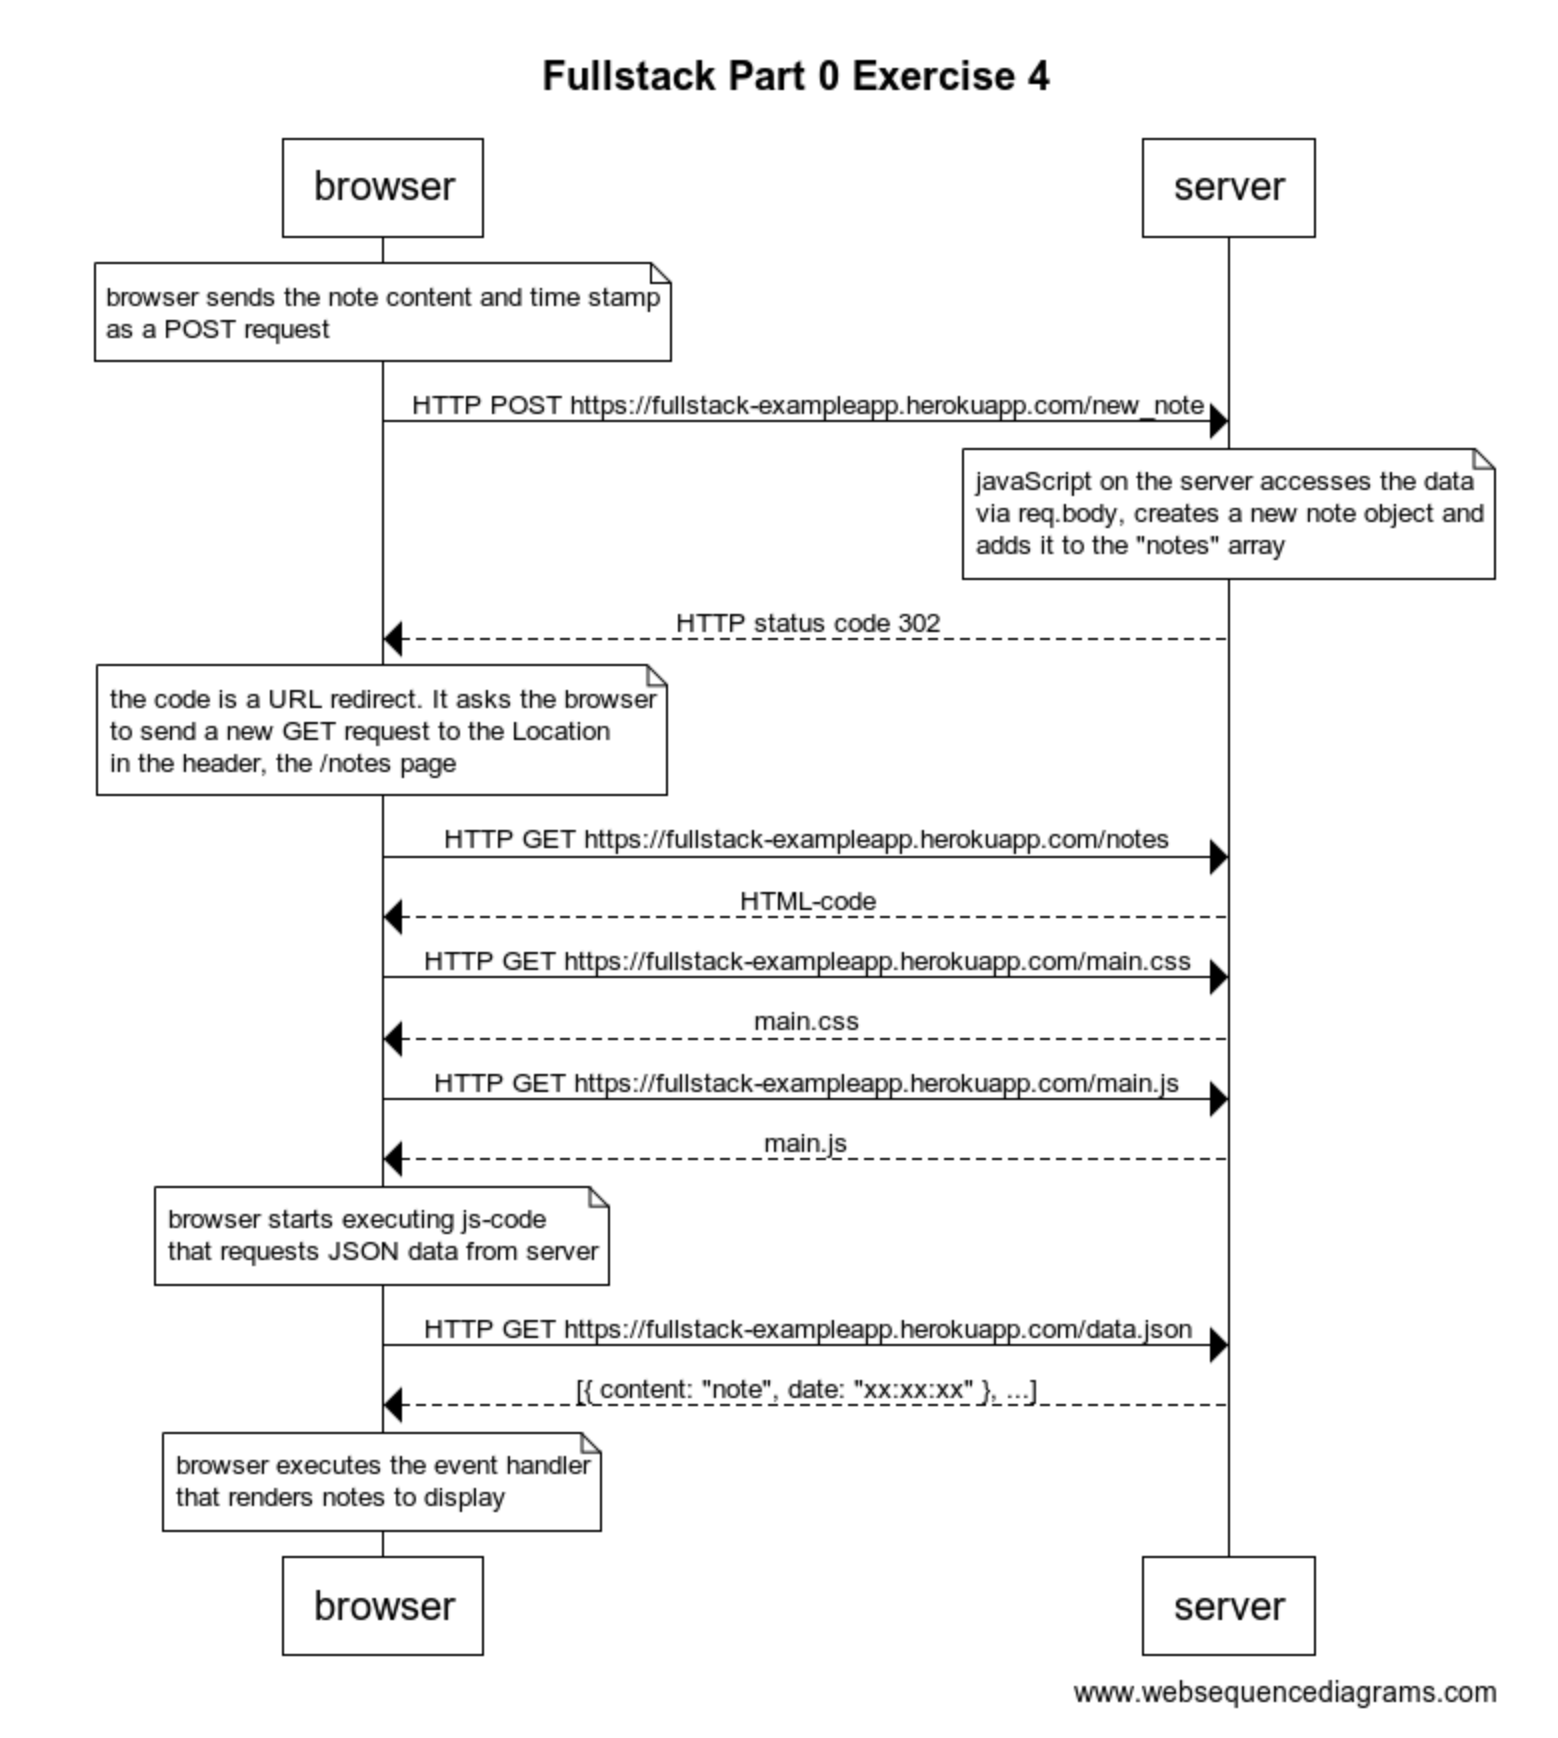 Fullstack Part 0 Exercise 4
browser
server
browser sends the note content and time stamp
as a POST request
HTTP POST https://fullstack-exampleapp.herokuapp.com/new_note
javaScript on the server accesses the data
via req.body, creates a new note object and
adds it to the "notes" array
HTTP status code 302
the code is a URL redirect. It asks the browser
to send a new GET request to the Location
in the header, the /notes page
HTTP GET https://fullstack-exampleapp.herokuapp.com/notes
HTML-code
HTTP GET https://fullstack-exampleapp.herokuapp.com/main.css
main.css
HTTP GET https://fullstack-exampleapp.herokuapp.com/main.js
main.js
browser starts executing js-code
that requests JSON data from server
HTTP GET https://fullstack-exampleapp.herokuapp.com/data.json
[{ content: "note", date: "xx:xx:xx" }, ...]
browser executes the event handler
that renders notes to display
browser
server
www.websequencediagrams.com